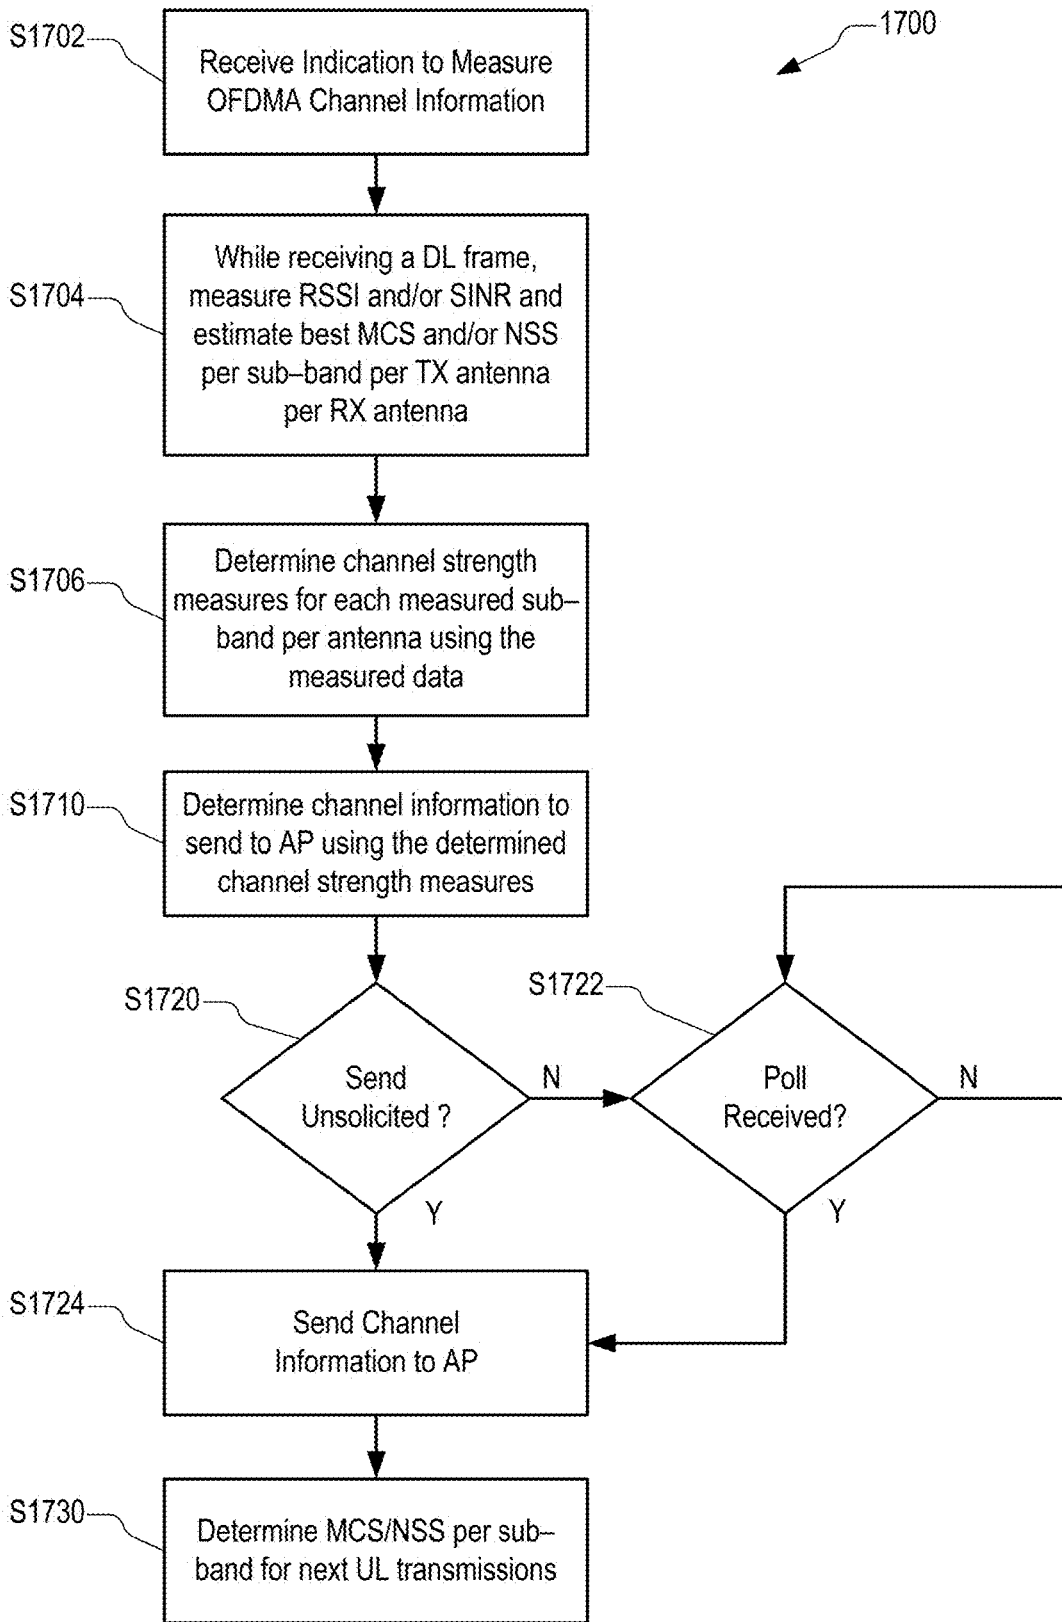 1700
S1702
Receive Indication to Measure
OFDMA Channel Information
S1704
While receiving a DL frame,
measure RSSI and/or SINR and
estimate best MCS and/or NSS
per sub–band per TX antenna
per RX antenna
S1706
Determine channel strength
measures for each measured sub–
band per antenna using the
measured data
S1710
Determine channel information to
send to AP using the determined
channel strength measures
S1720
Send
Unsolicited ?
N
Y
S1722
Poll
Received?
N
Y
S1724
Send Channel
Information to AP
S1730
Determine MCS/NSS per sub–
band for next UL transmissions